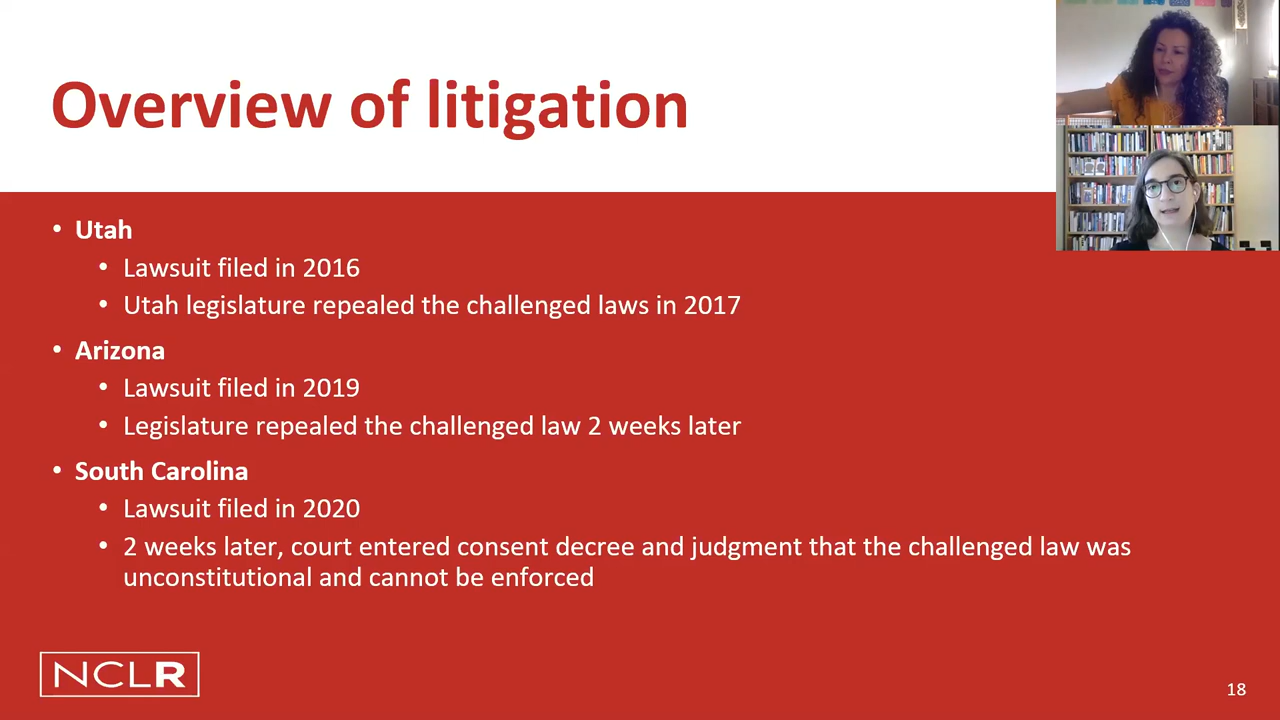 Overview of litigation
• Utah
• Lawsuit filed in 2016
• Utah legislature repealed the challenged laws in 2017
• Arizona
• Lawsuit filed in 2019
• Legislature repealed the challenged law 2 weeks later
• South Carolina
• Lawsuit filed in 2020
• 2 weeks later, court entered consent decree and judgment that the challenged law was
unconstitutional and cannot be enforced
NCLR
18